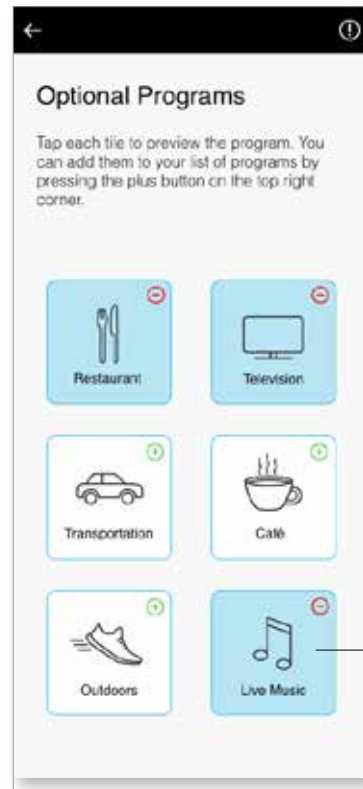 Optional Programs
Tap each tile to preview the program. You
can add them to your list of programs by
pressing the plus button on the top right
corner.
Restaurant
Television
Transportation
Café
Outdoors
Live Music